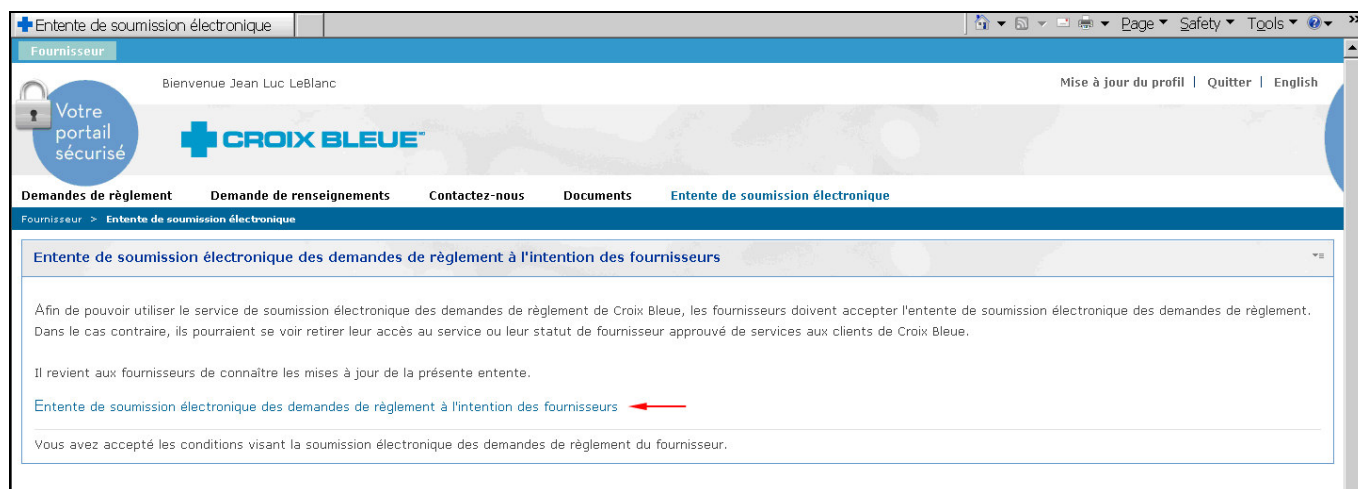 Entente de soumission électronique
Page Safety Tools
Fournisseur
Bienvenue Jean Luc LeBlanc
Mise à jour du profil | Quitter | English
Votre
portail
sécurisé
CROIX BLEUE
Demandes de règlement Demande de renseignements Contactez-nous Documents Entente de soumission électronique
Fournisseur > Entente de soumission électronique
Entente de soumission électronique des demandes de règlement à l'intention des fournisseurs
Afin de pouvoir utiliser le service de soumission électronique des demandes de règlement de Croix Bleue, les fournisseurs doivent accepter l'entente de soumission électronique des demandes de règlement.
Dans le cas contraire, ils pourraient se voir retirer leur accès au service ou leur statut de fournisseur approuvé de services aux clients de Croix Bleue.
Il revient aux fournisseurs de connaître les mises à jour de la présente entente.
Entente de soumission électronique des demandes de règlement à l'intention des fournisseurs
Vous avez accepté les conditions visant la soumission électronique des demandes de règlement du fournisseur.